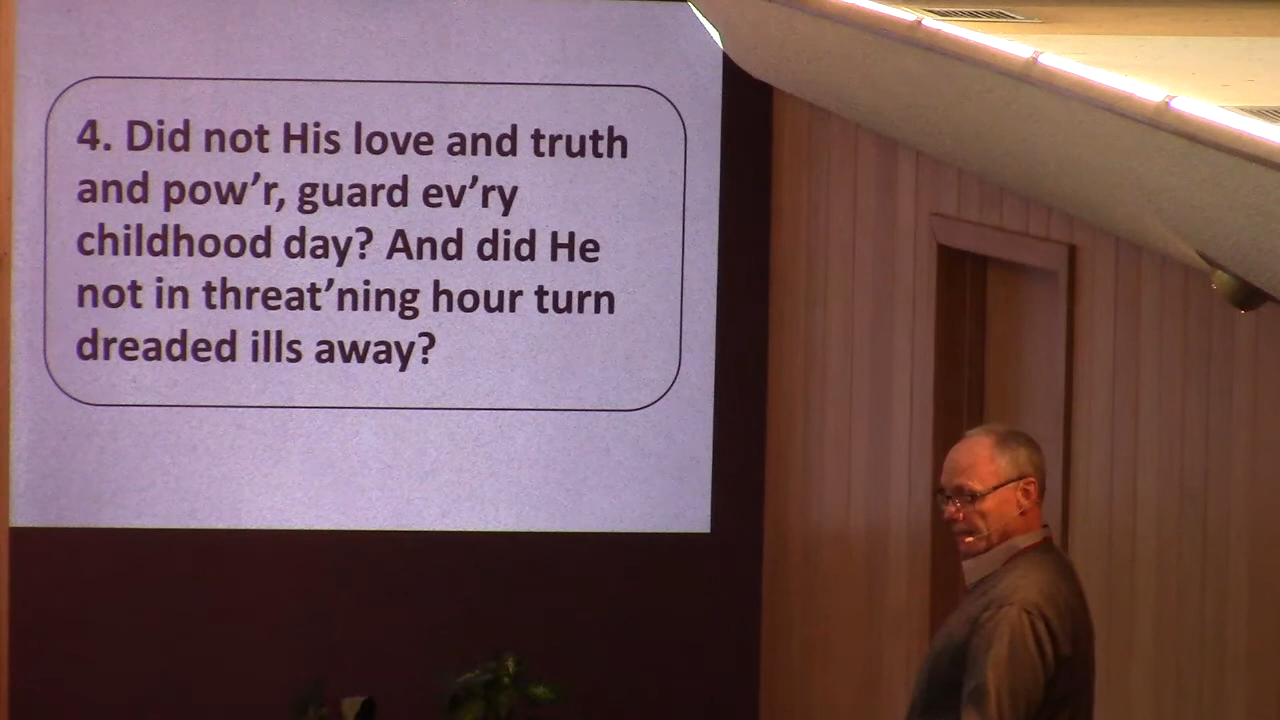 4. Did not His love and truth
and pow’r, guard ev’ry
childhood day? And did He
not in threat’ning hour turn
dreaded ills away?